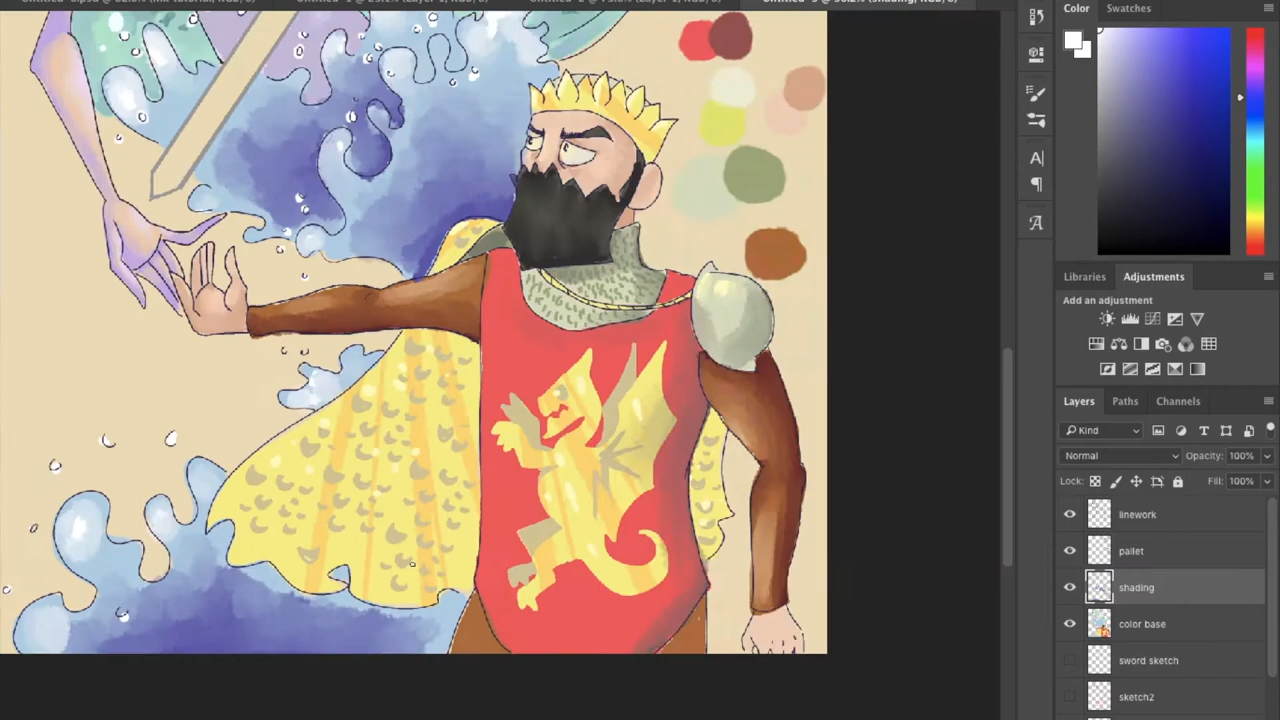 Color
Swatches
Libraries
Adjustments
Add an adjustment
Layers
Paths
Channels
Kind
Normal
Opacity: 100%
Lock:
Fill: 100%
linework
pallet
shading
color base
sword sketch
sketch2